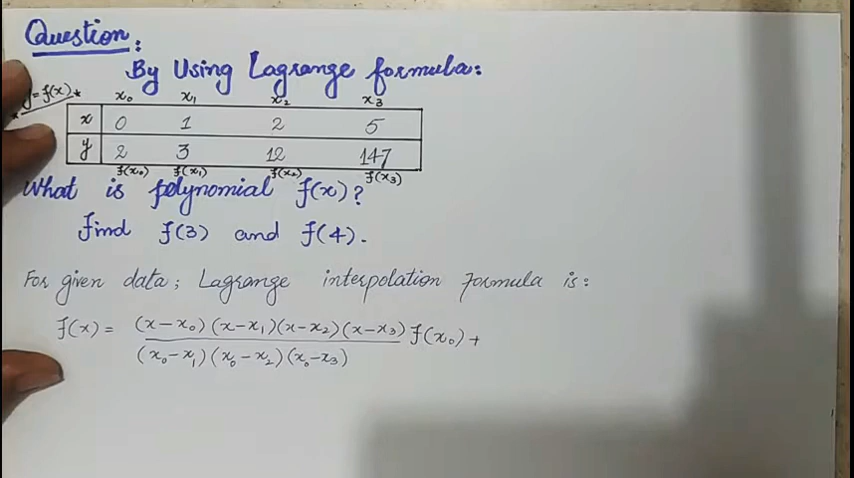 Question:
By Using Lagrange formula:
y=f(x) x₀ x₁ x₂ x₃
x 0 1 2 5
y 2 3 12 147
f(x₀) f(x₁) f(x₂) f(x₃)
What is polynomial f(x)?
find f(3) and f(4).
For given data; Lagrange interpolation formula is:
f(x) = (x-x₀)(x-x₁)(x-x₂)(x-x₃) f(x₀) +
(x₀-x₁)(x₀-x₂)(x₀-x₃)